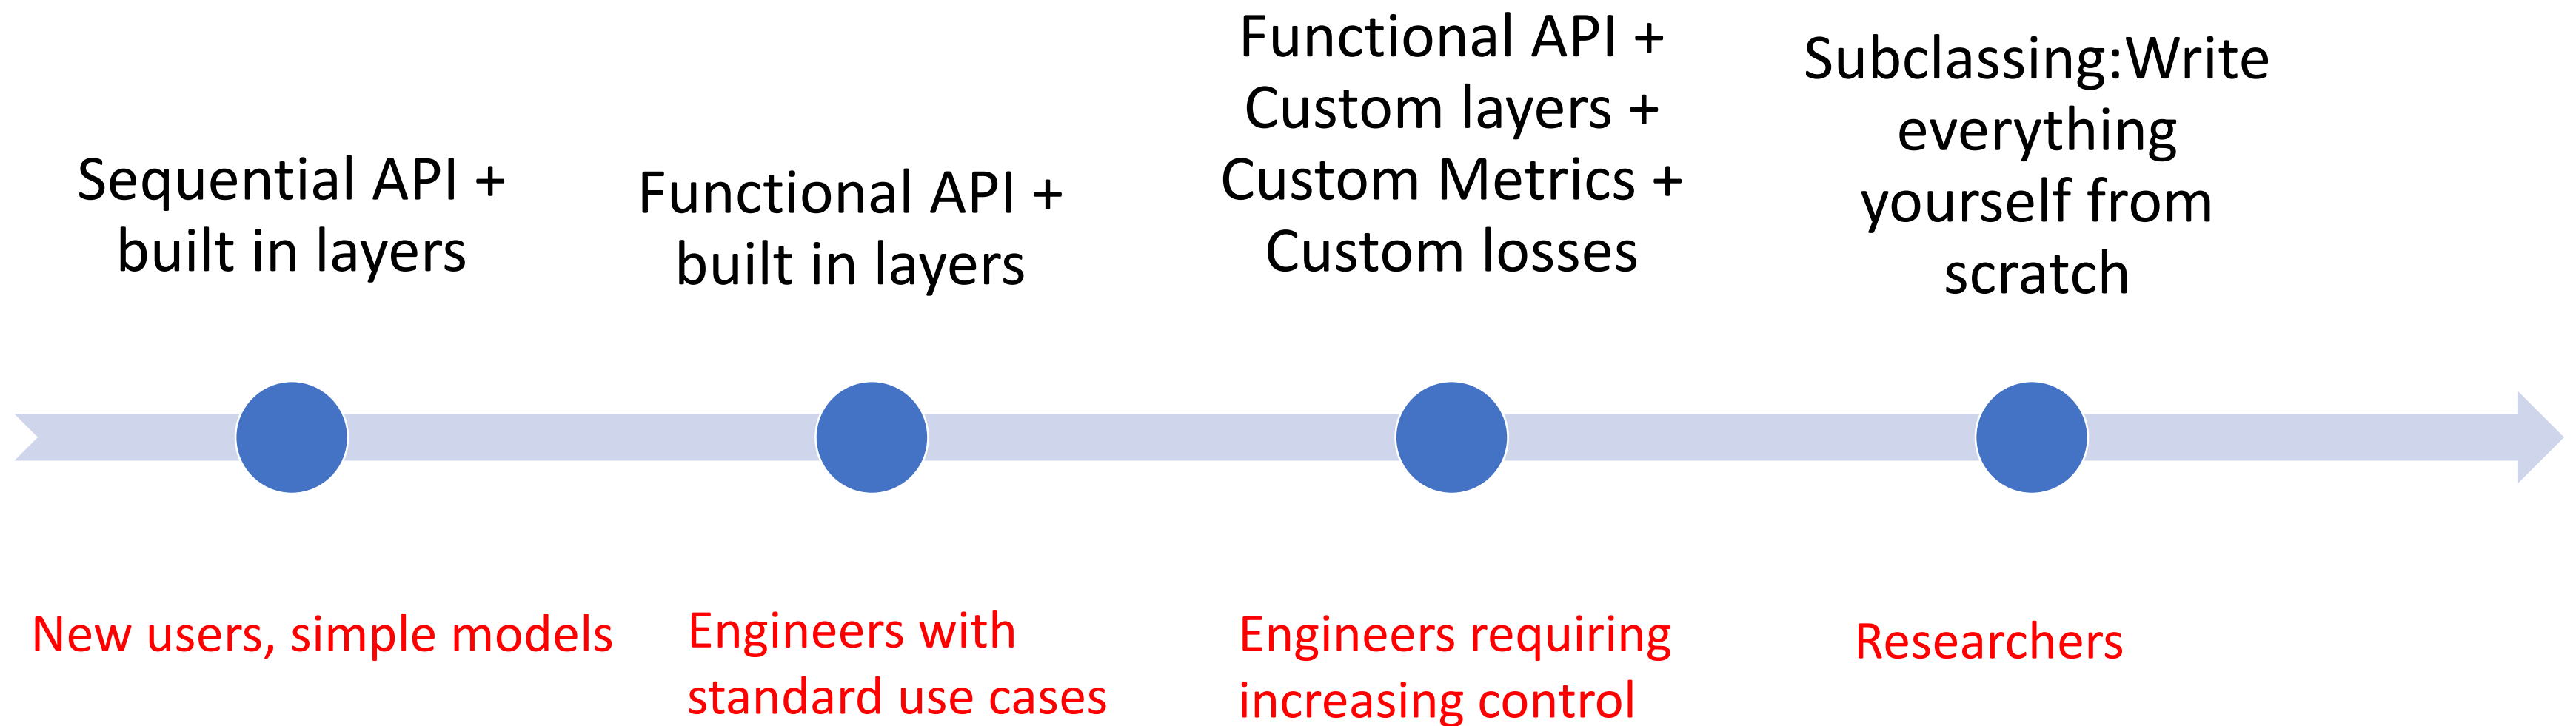 Sequential API +
built in layers
Functional API +
built in layers
Functional API +
Custom layers +
Custom Metrics +
Custom losses
Subclassing:Write
everything
yourself from
scratch
New users, simple models
Engineers with
standard use cases
Engineers requiring
increasing control
Researchers